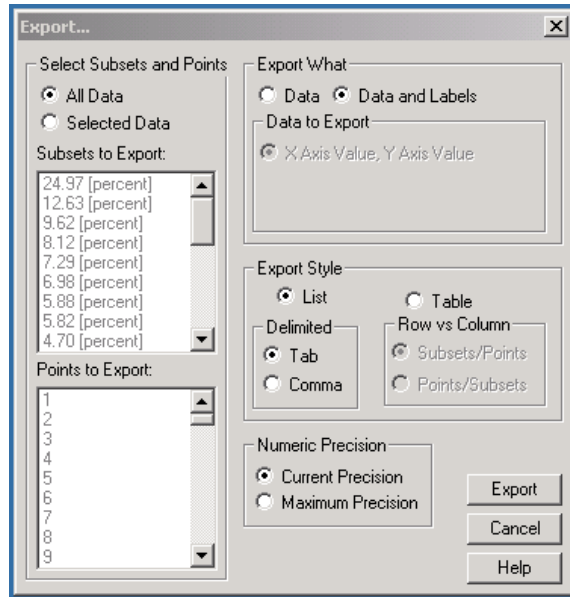 Export...
Select Subsets and Points
All Data
Selected Data
Subsets to Export:
24.97 [percent]
12.63 [percent]
9.62 [percent]
8.12 [percent]
7.29 [percent]
6.98 [percent]
5.88 [percent]
5.82 [percent]
4.70 [percent]
Points to Export:
1
2
3
4
5
6
7
8
9
Export What
Data
Data and Labels
Data to Export
X Axis Value, Y Axis Value
Export Style
List
Table
Delimited
Tab
Comma
Row vs Column
Subsets/Points
Points/Subsets
Numeric Precision
Current Precision
Maximum Precision
Export
Cancel
Help